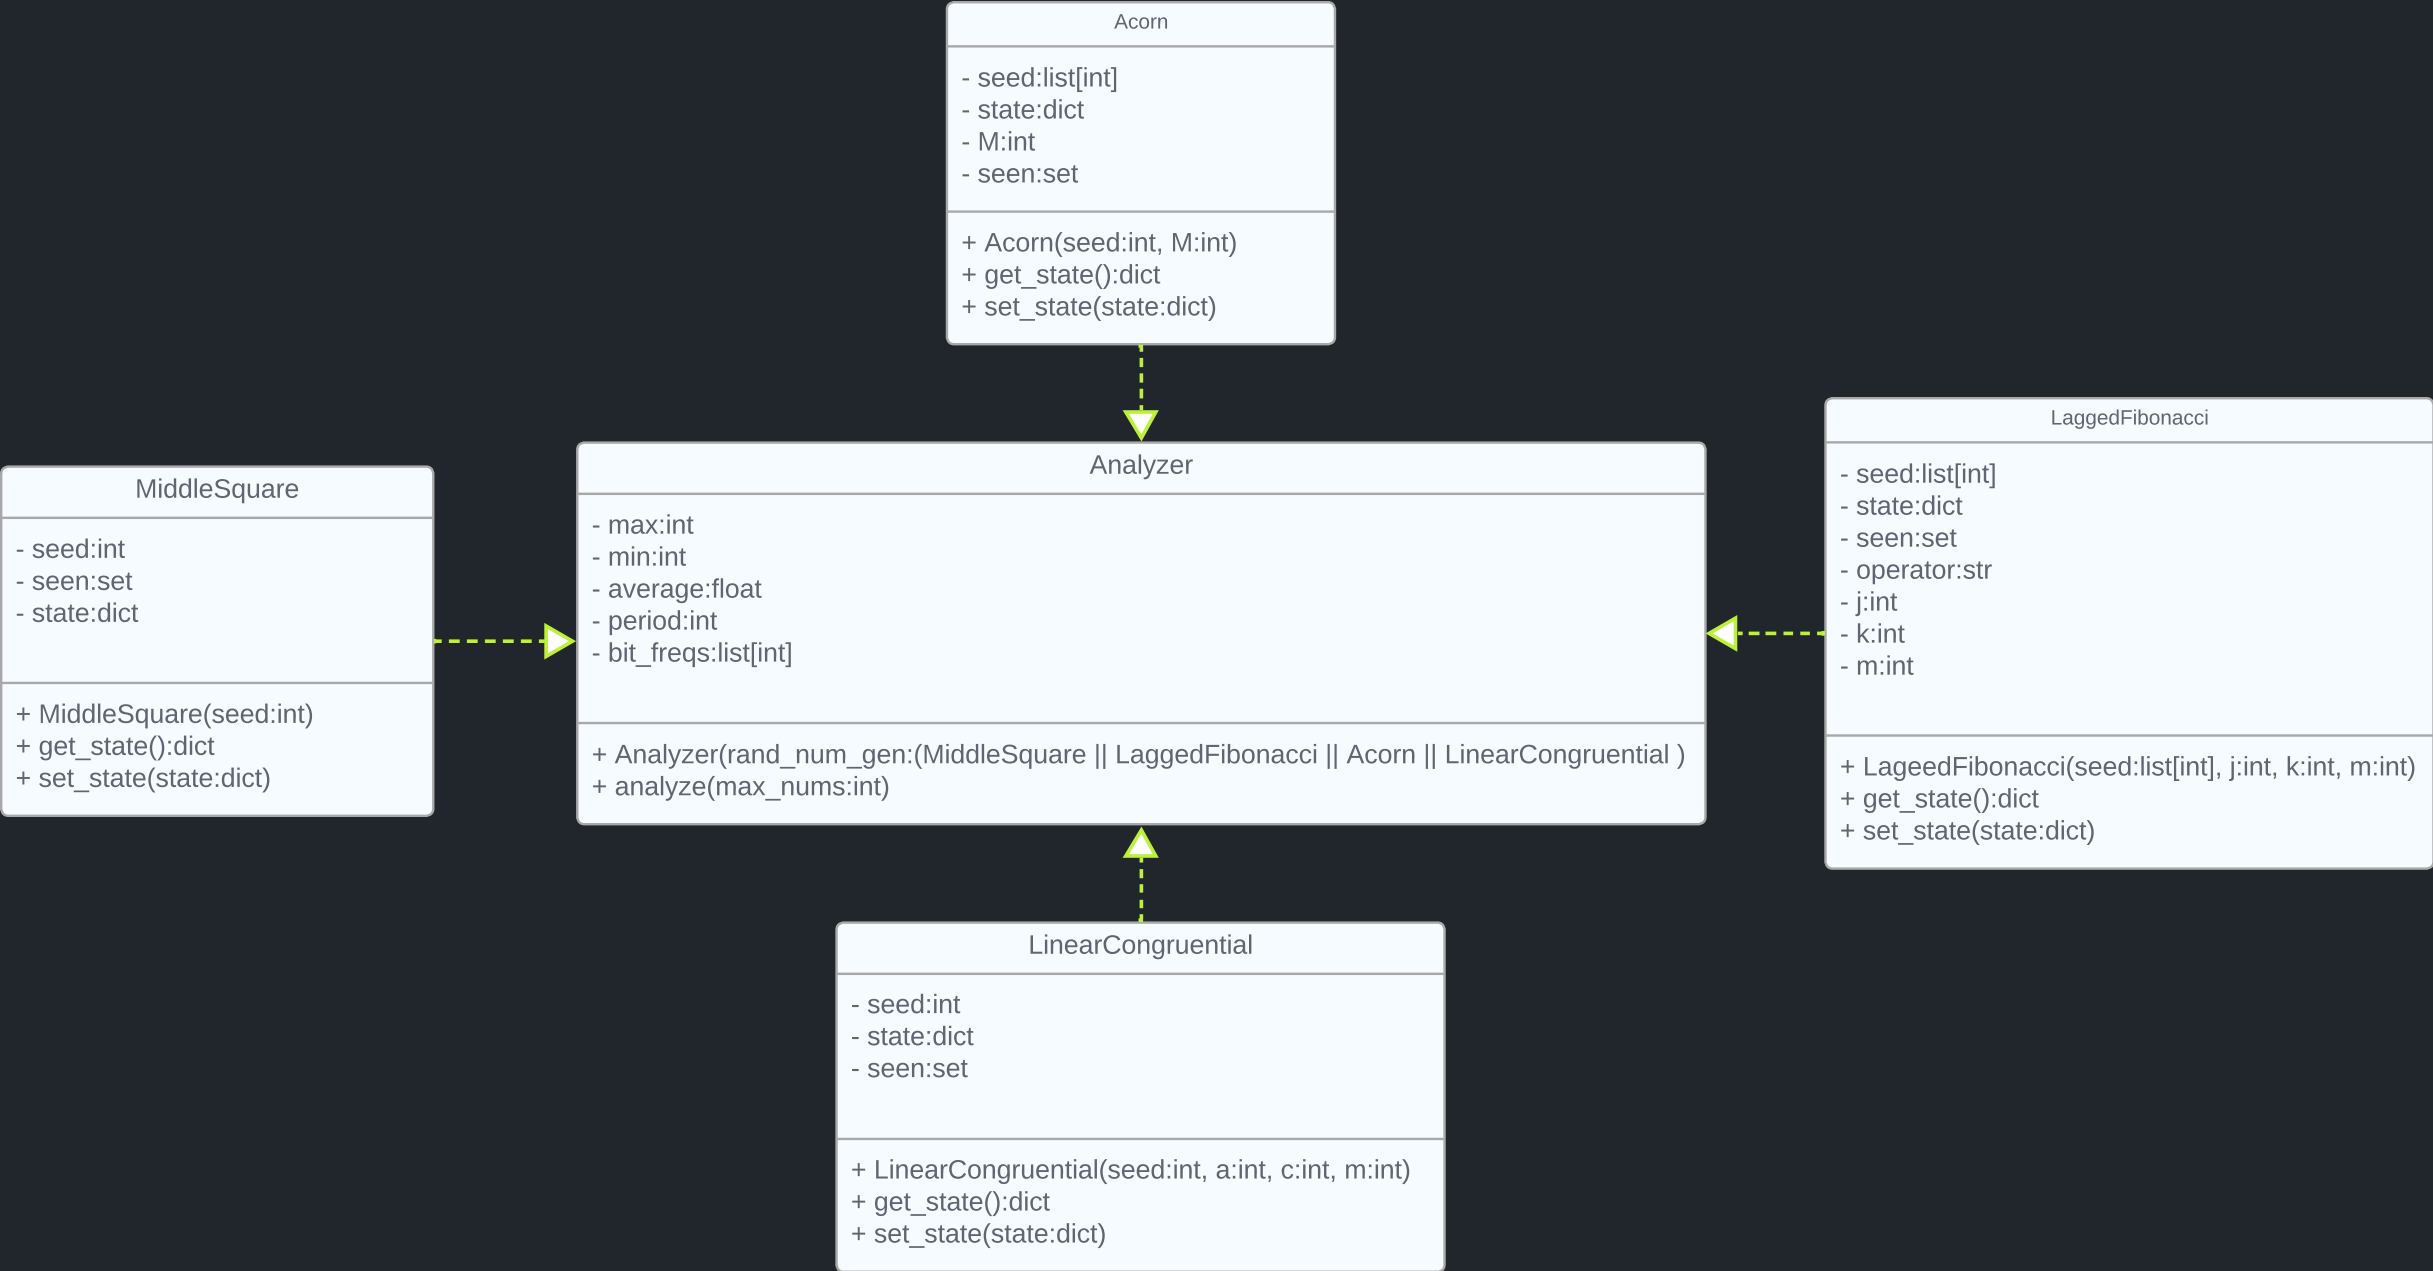 Acorn
- seed:list[int]
- state:dict
- M:int
- seen:set
+ Acorn(seed:int, M:int)
+ get_state():dict
+ set_state(state:dict)
MiddleSquare
- seed:int
- seen:set
- state:dict
+ MiddleSquare(seed:int)
+ get_state():dict
+ set_state(state:dict)
Analyzer
- max:int
- min:int
- average:float
- period:int
- bit_freqs:list[int]
+ Analyzer(rand_num_gen:(MiddleSquare || LaggedFibonacci || Acorn || LinearCongruential )
+ analyze(max_nums:int)
LaggedFibonacci
- seed:list[int]
- state:dict
- seen:set
- operator:str
- j:int
- k:int
- m:int
+ LageedFibonacci(seed:list[int], j:int, k:int, m:int)
+ get_state():dict
+ set_state(state:dict)
LinearCongruential
- seed:int
- state:dict
- seen:set
+ LinearCongruential(seed:int, a:int, c:int, m:int)
+ get_state():dict
+ set_state(state:dict)